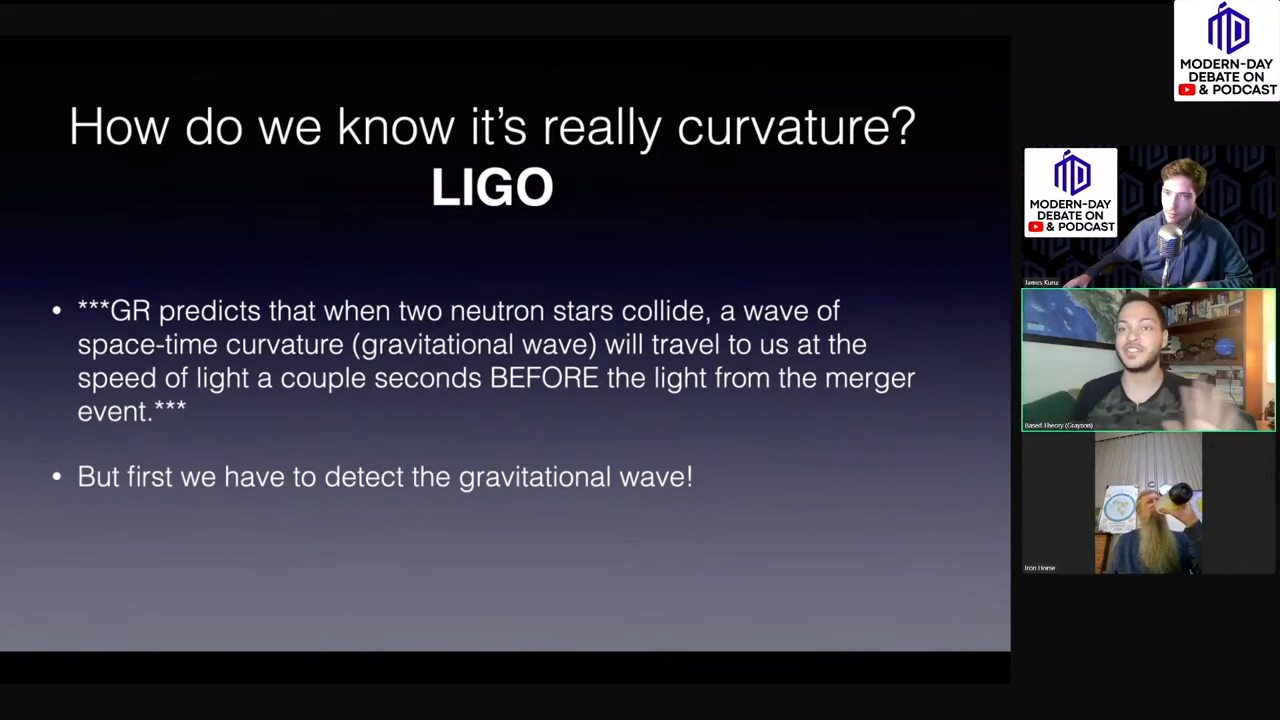 How do we know it’s really curvature?
LIGO
• ***GR predicts that when two neutron stars collide, a wave of
space-time curvature (gravitational wave) will travel to us at the
speed of light a couple seconds BEFORE the light from the merger
event.***
• But first we have to detect the gravitational wave!
MODERN-DAY
DEBATE ON
& PODCAST
MODERN-DAY
DEBATE ON
& PODCAST
James Kunz
Based Theory (Grayson)
Iron Horse